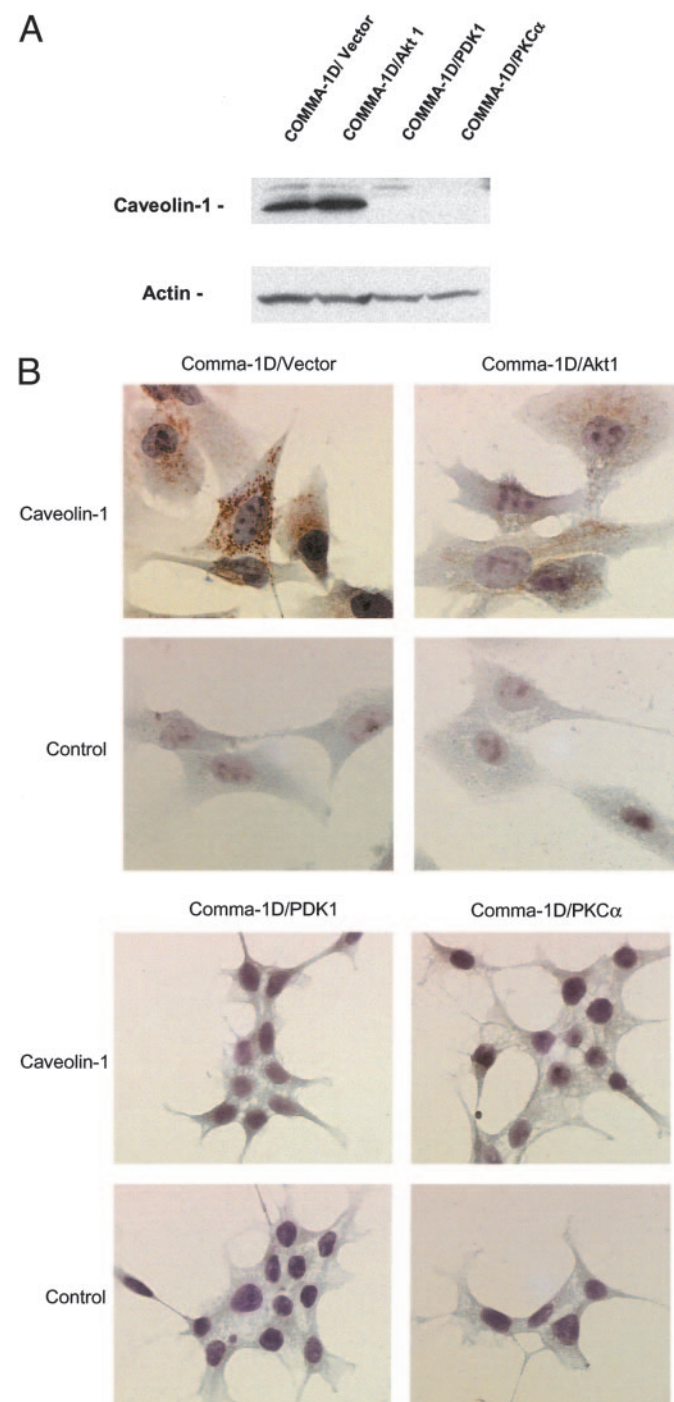 A
COMMA-1D/ Vector
COMMA-1D/Akt 1
COMMA-1D/PDK1
COMMA-1D/PKCα
Caveolin-1 -
Actin -
B
Comma-1D/Vector
Comma-1D/Akt1
Caveolin-1
Control
Comma-1D/PDK1
Comma-1D/PKCα
Caveolin-1
Control